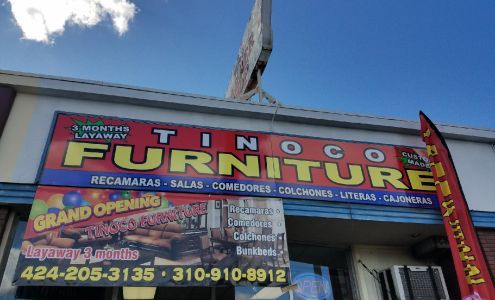 3 MONTHS
LAYAWAY
TINOCO
CUSTOM
MADE
FURNITURE
RECAMARAS - SALAS - COMEDORES - COLCHONES - LITERAS - CAJONERAS
GRAND OPENING
TINOCO FURNITURE
Layaway 3 months
Recamaras
Comedores
Colchones
Bunkbeds
424-205-3135 · 310-910-8912
OPEN